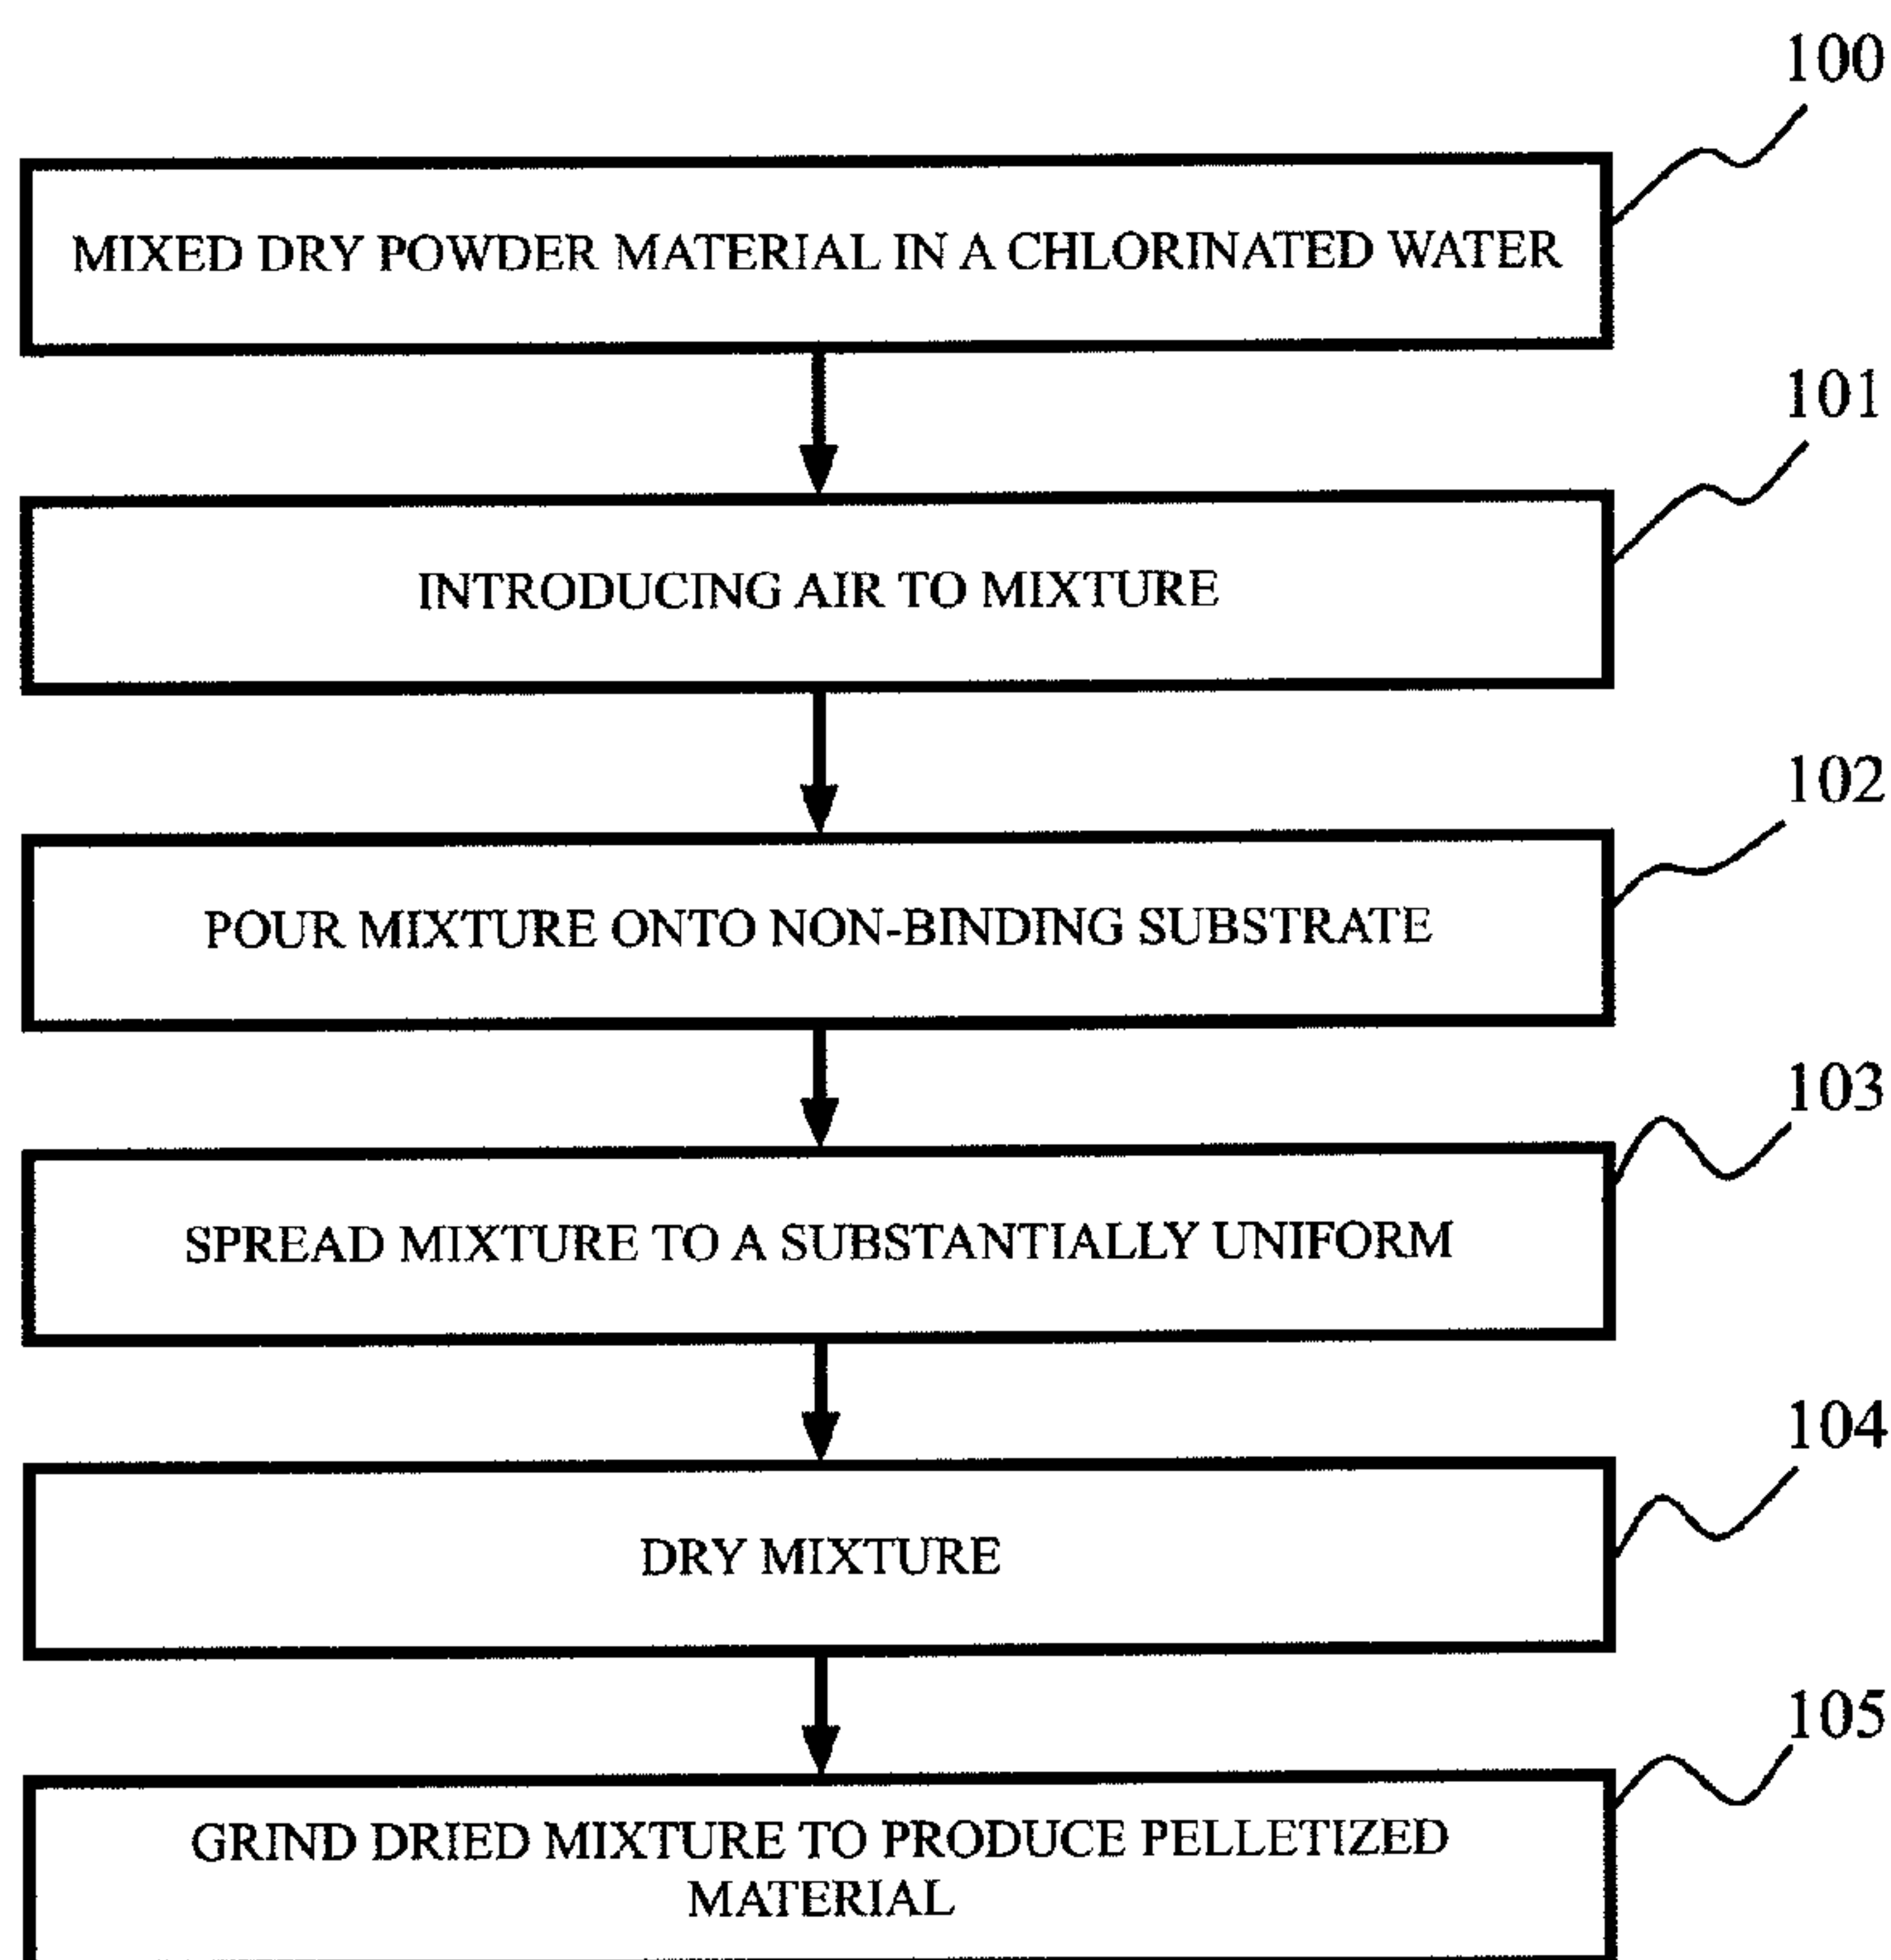 100
MIXED DRY POWDER MATERIAL IN A CHLORINATED WATER
101
INTRODUCING AIR TO MIXTURE
102
POUR MIXTURE ONTO NON-BINDING SUBSTRATE
103
SPREAD MIXTURE TO A SUBSTANTIALLY UNIFORM
104
DRY MIXTURE
105
GRIND DRIED MIXTURE TO PRODUCE PELLETIZED
MATERIAL